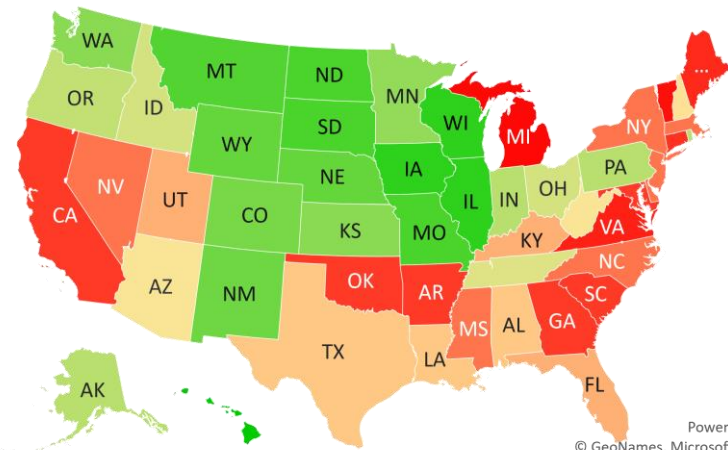 WA
MT
ND
MN
OR
ID
SD
WI
MI
...
NY
WY
IA
NE
PA
IL
IN
OH
CA
NV
UT
CO
KS
MO
KY
VA
NC
AZ
NM
OK
AR
SC
MS
AL
GA
TX
LA
AK
FL
Power
© GeoNames, Microsoft